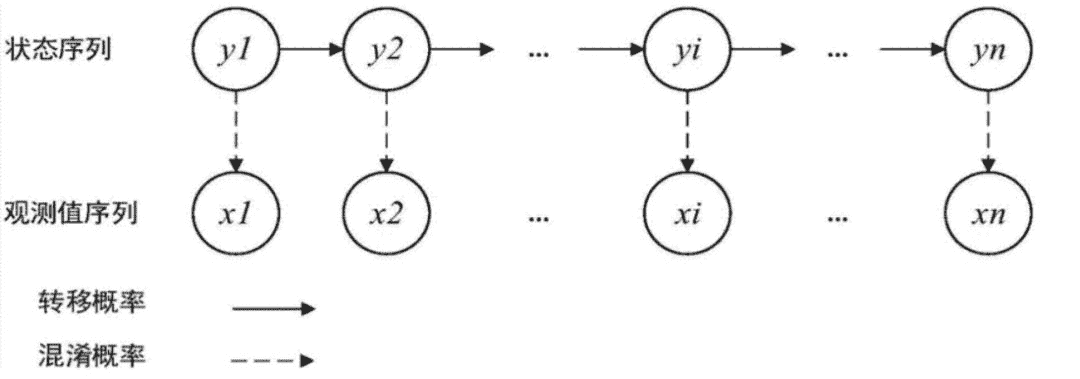 状态序列 y1 y2 ... yi ... yn
观测值序列 x1 x2 ... xi ... xn
转移概率
混淆概率